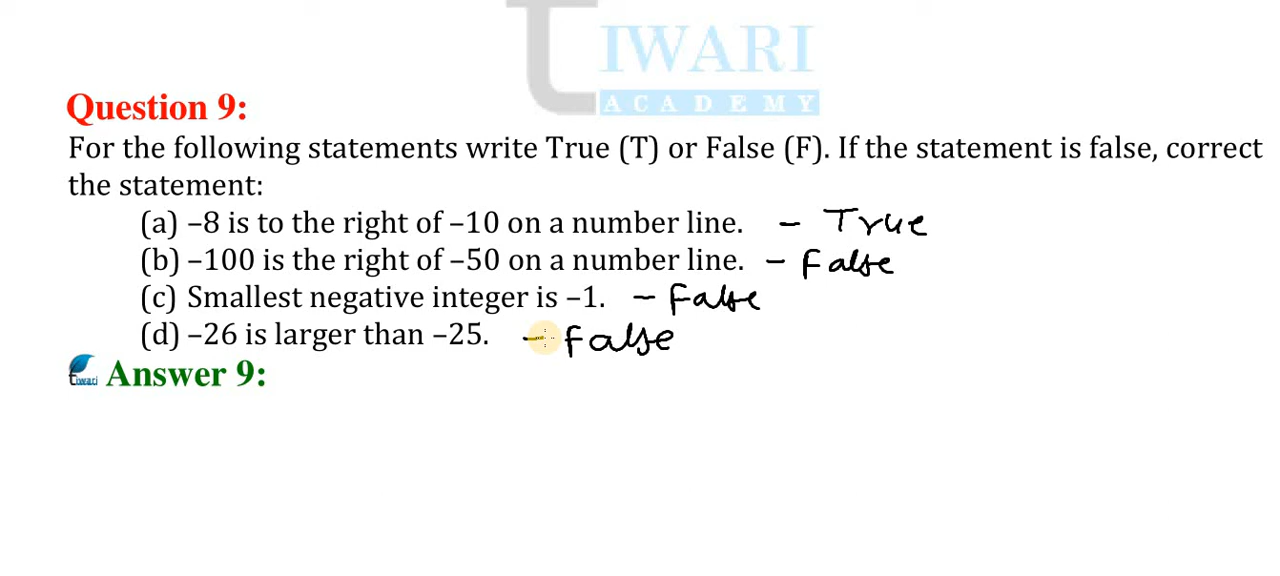 TIWARI
ACADEMY
Question 9:
For the following statements write True (T) or False (F). If the statement is false, correct
the statement:
(a) –8 is to the right of –10 on a number line. - True
(b) –100 is the right of –50 on a number line. - False
(c) Smallest negative integer is –1. - False
(d) –26 is larger than –25. - False
tiwari Answer 9: